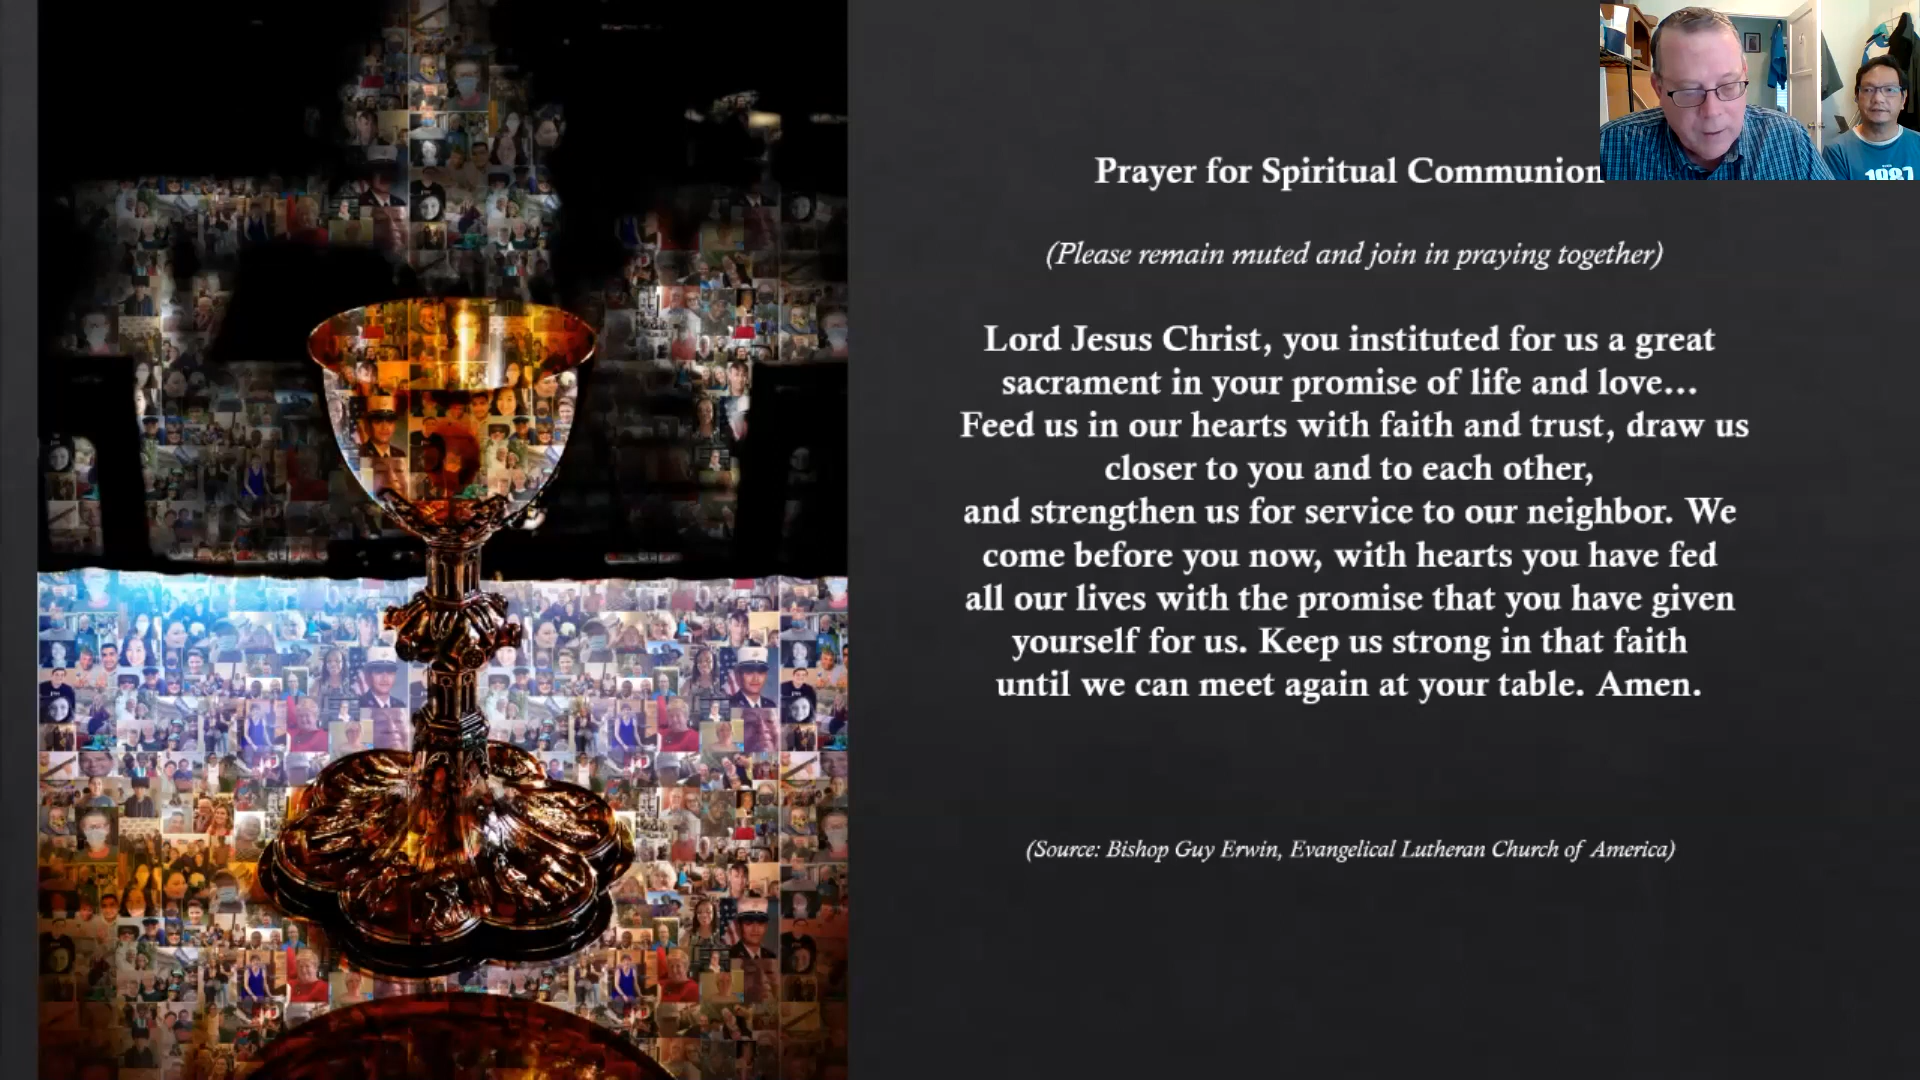 Prayer for Spiritual Communion
(Please remain muted and join in praying together)
Lord Jesus Christ, you instituted for us a great
sacrament in your promise of life and love...
Feed us in our hearts with faith and trust, draw us
closer to you and to each other,
and strengthen us for service to our neighbor. We
come before you now, with hearts you have fed
all our lives with the promise that you have given
yourself for us. Keep us strong in that faith
until we can meet again at your table. Amen.
(Source: Bishop Guy Erwin, Evangelical Lutheran Church of America)
1987